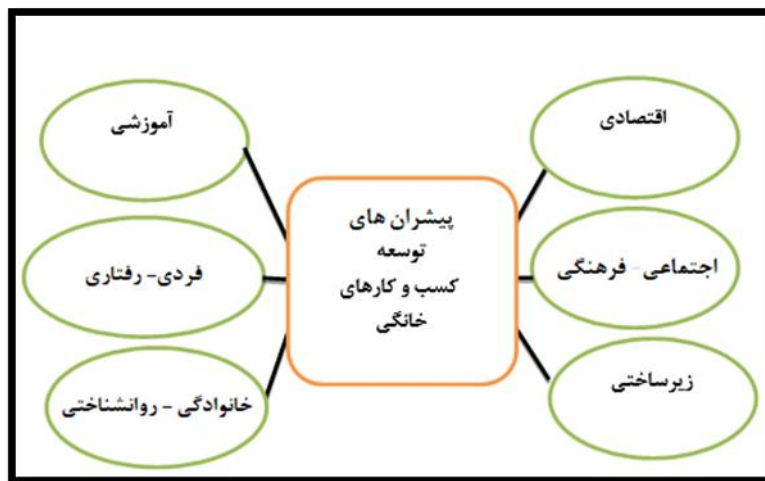 اقتصادی
آموزشی
پیشران های
توسعه
کسب و کارهای
خانگی
اجتماعی- فرهنگی
فردی- رفتاری
زیرساختی
خانوادگی - روانشناختی